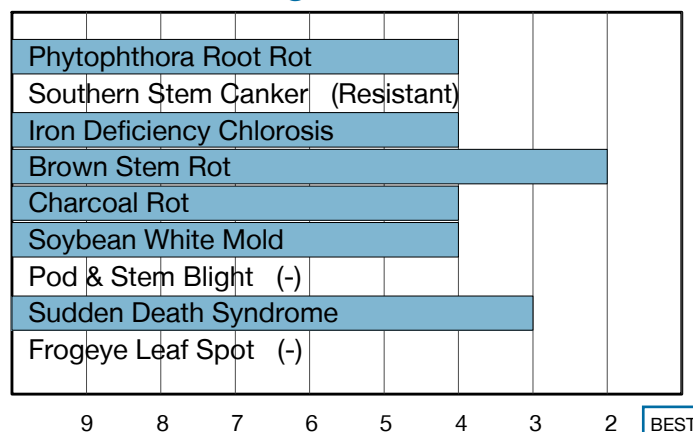 Phytophthora Root Rot
Southern Stem Canker (Resistant)
Iron Deficiency Chlorosis
Brown Stem Rot
Charcoal Rot
Soybean White Mold
Pod & Stem Blight (-)
Sudden Death Syndrome
Frogeye Leaf Spot (-)
9 8 7 6 5 4 3 2 BEST